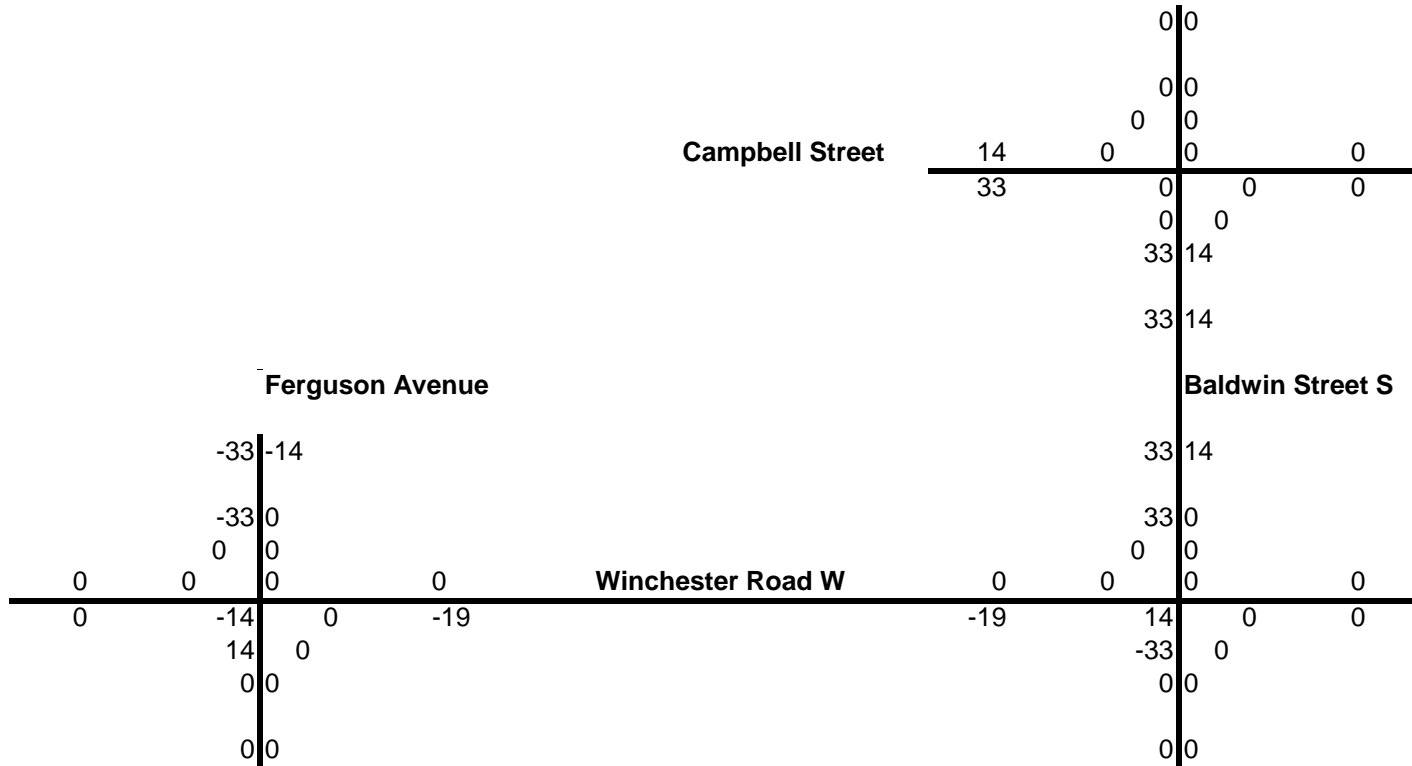 0 0
0 0
0 0
Campbell Street 14 0 0 0
33 0 0 0
0 0
33 14
33 14
Ferguson Avenue Baldwin Street S
-33 -14 33 14
-33 0 33 0
0 0 0 0
0 0 0 0 Winchester Road W 0 0 0 0
0 -14 0 -19 -19 14 0 0
14 0 -33 0
0 0 0 0
0 0 0 0